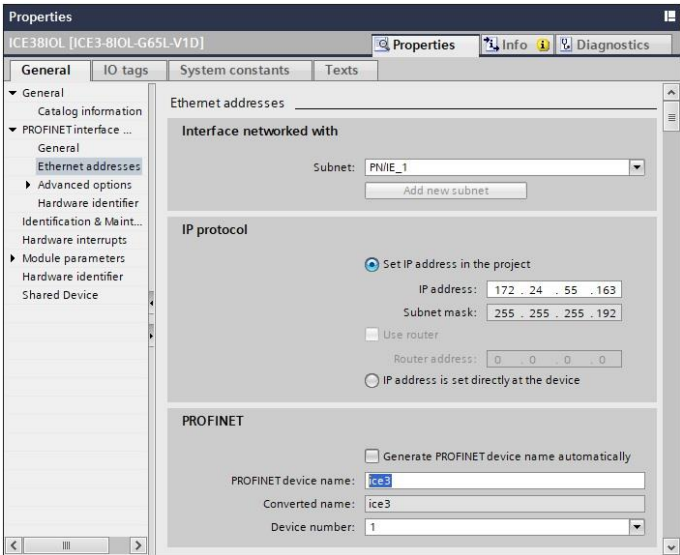 Properties
ICE38IOL [ICE3-8IOL-G65L-V1D]
Properties
Info
Diagnostics
General
IO tags
System constants
Texts
General
Catalog information
PROFINET interface ...
General
Ethernet addresses
Advanced options
Hardware identifier
Identification & Maint...
Hardware interrupts
Module parameters
Hardware identifier
Shared Device
Ethernet addresses
Interface networked with
Subnet: PN/IE_1
Add new subnet
IP protocol
Set IP address in the project
IP address: 172 . 24 . 55 . 163
Subnet mask: 255 . 255 . 255 . 192
Use router
Router address: 0 . 0 . 0 . 0
IP address is set directly at the device
PROFINET
Generate PROFINET device name automatically
PROFINET device name: ice3
Converted name: ice3
Device number: 1